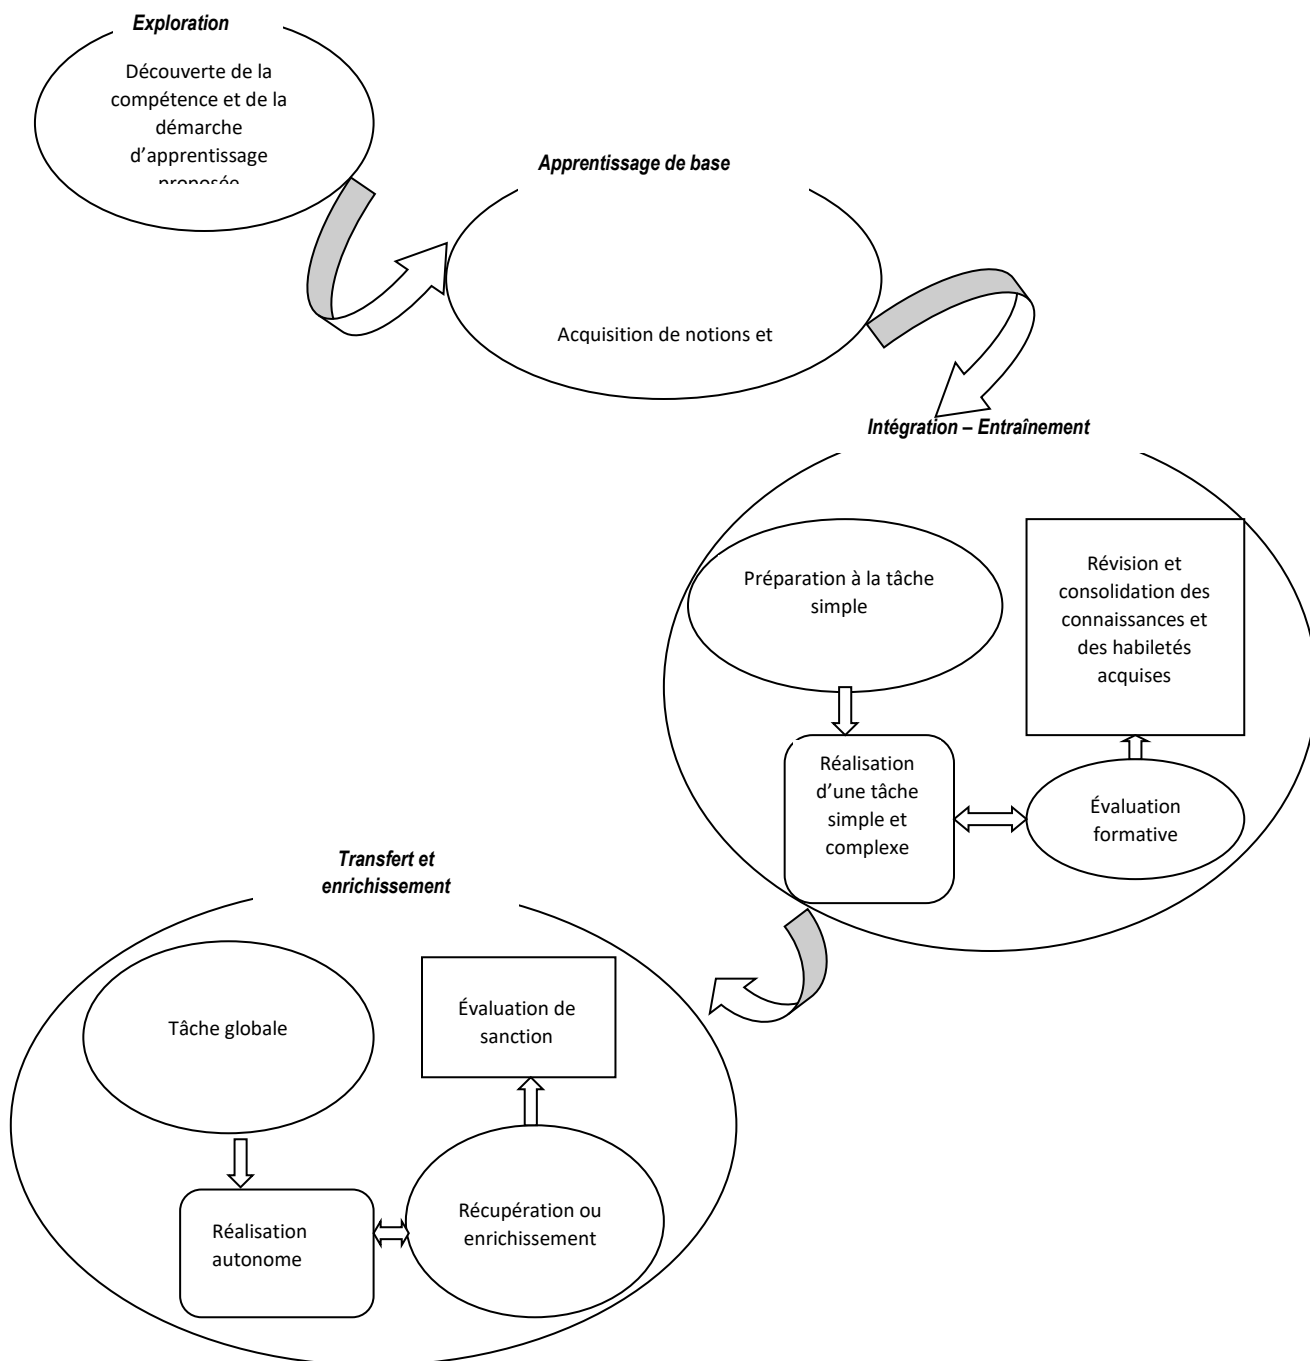 Exploration
Découverte de la
compétence et de la
démarche
d’apprentissage
proposée
Apprentissage de base
Acquisition de notions et
Intégration – Entraînement
Préparation à la tâche
simple
Révision et
consolidation des
connaissances et
des habiletés
acquises
Réalisation
d’une tâche
simple et
complexe
Évaluation
formative
Transfert et
enrichissement
Tâche globale
Évaluation de
sanction
Réalisation
autonome
Récupération ou
enrichissement